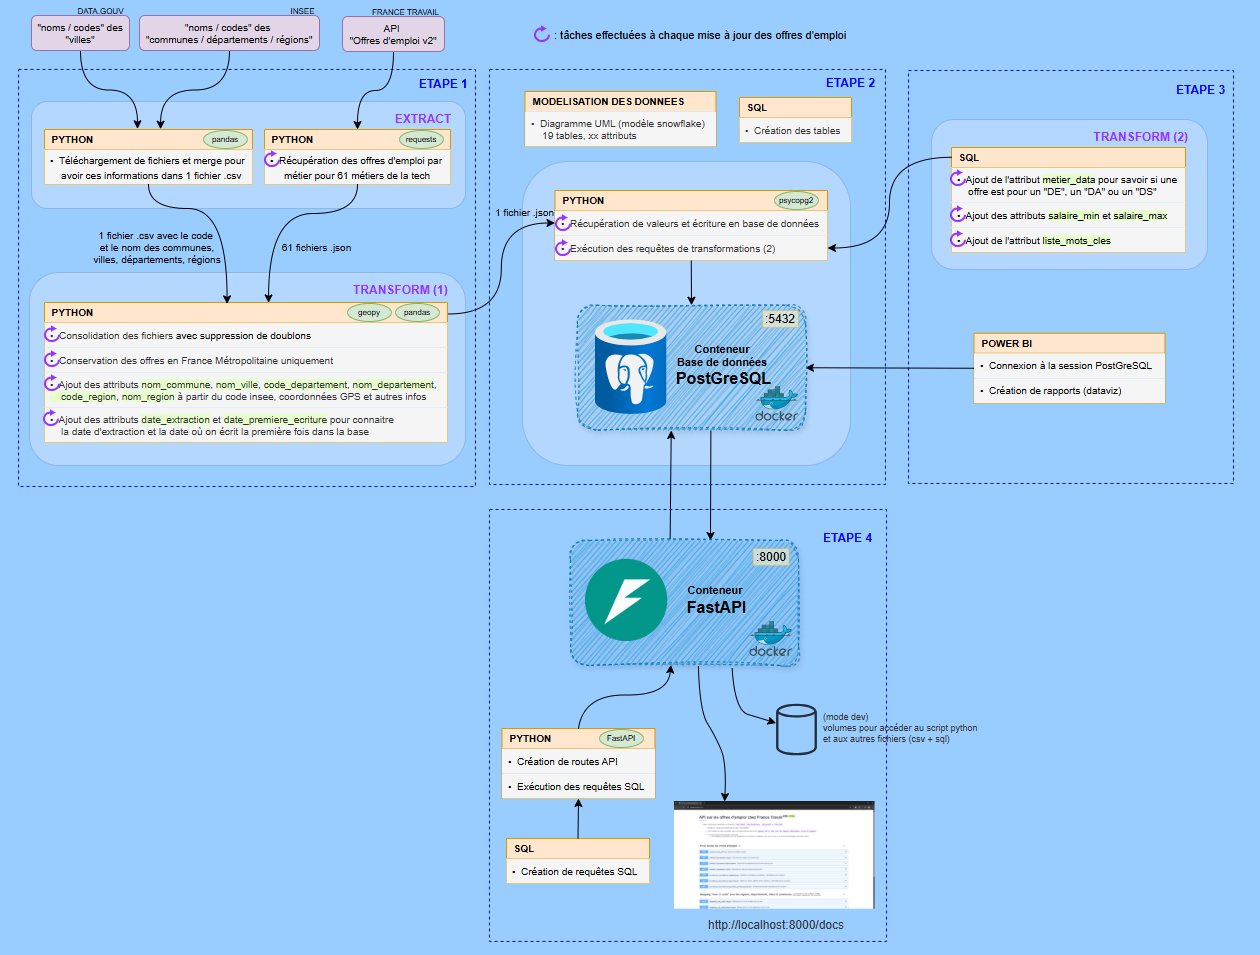 DATA.GOUV
"noms / codes" des
"villes"
INSEE
"noms / codes" des
"communes / départements / régions"
FRANCE TRAVAIL
API
"Offres d'emploi v2"
: tâches effectuées à chaque mise à jour des offres d'emploi
ETAPE 1
EXTRACT
PYTHON
pandas
• Téléchargement de fichiers et merge pour
avoir ces informations dans 1 fichier .csv
PYTHON
requests
• Récupération des offres d'emploi par
métier pour 61 métiers de la tech
1 fichier .csv avec le code
et le nom des communes,
villes, départements, régions
61 fichiers .json
TRANSFORM (1)
PYTHON
geopy
pandas
• Consolidation des fichiers avec suppression de doublons
• Conservation des offres en France Métropolitaine uniquement
• Ajout des attributs nom_commune, nom_ville, code_departement, nom_departement,
code_region, nom_region à partir du code insee, coordonnées GPS et autres infos
• Ajout des attributs date_extraction et date_premiere_ecriture pour connaitre
la date d'extraction et la date où on écrit la première fois dans la base
ETAPE 2
MODELISATION DES DONNEES
• Diagramme UML (modèle snowflake)
19 tables, xx attributs
SQL
• Création des tables
1 fichier .json
PYTHON
psycopg2
• Récupération de valeurs et écriture en base de données
• Exécution des requêtes de transformations (2)
:5432
Conteneur
Base de données
PostGreSQL
docker
ETAPE 3
TRANSFORM (2)
SQL
• Ajout de l'attribut metier_data pour savoir si une
offre est pour un "DE", un "DA" ou un "DS"
• Ajout des attributs salaire_min et salaire_max
• Ajout de l'attribut liste_mots_cles
POWER BI
• Connexion à la session PostGreSQL
• Création de rapports (dataviz)
ETAPE 4
:8000
Conteneur
FastAPI
docker
(mode dev)
volumes pour accéder au script python
et aux autres fichiers (csv + sql)
PYTHON
FastAPI
• Création de routes API
• Exécution des requêtes SQL
SQL
• Création de requêtes SQL
API sur les offres d'emploi chez France Travail
http://localhost:8000/docs